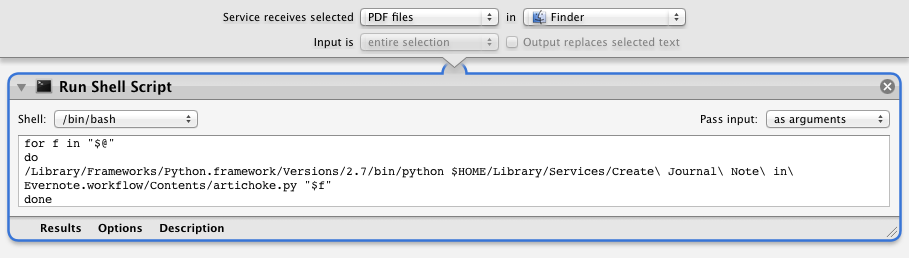 Service receives selected PDF files in Finder
Input is entire selection Output replaces selected text
Run Shell Script
Shell: /bin/bash Pass input: as arguments
for f in "$@"
do
/Library/Frameworks/Python.framework/Versions/2.7/bin/python $HOME/Library/Services/Create\ Journal\ Note\ in\
Evernote.workflow/Contents/artichoke.py "$f"
done
Results Options Description